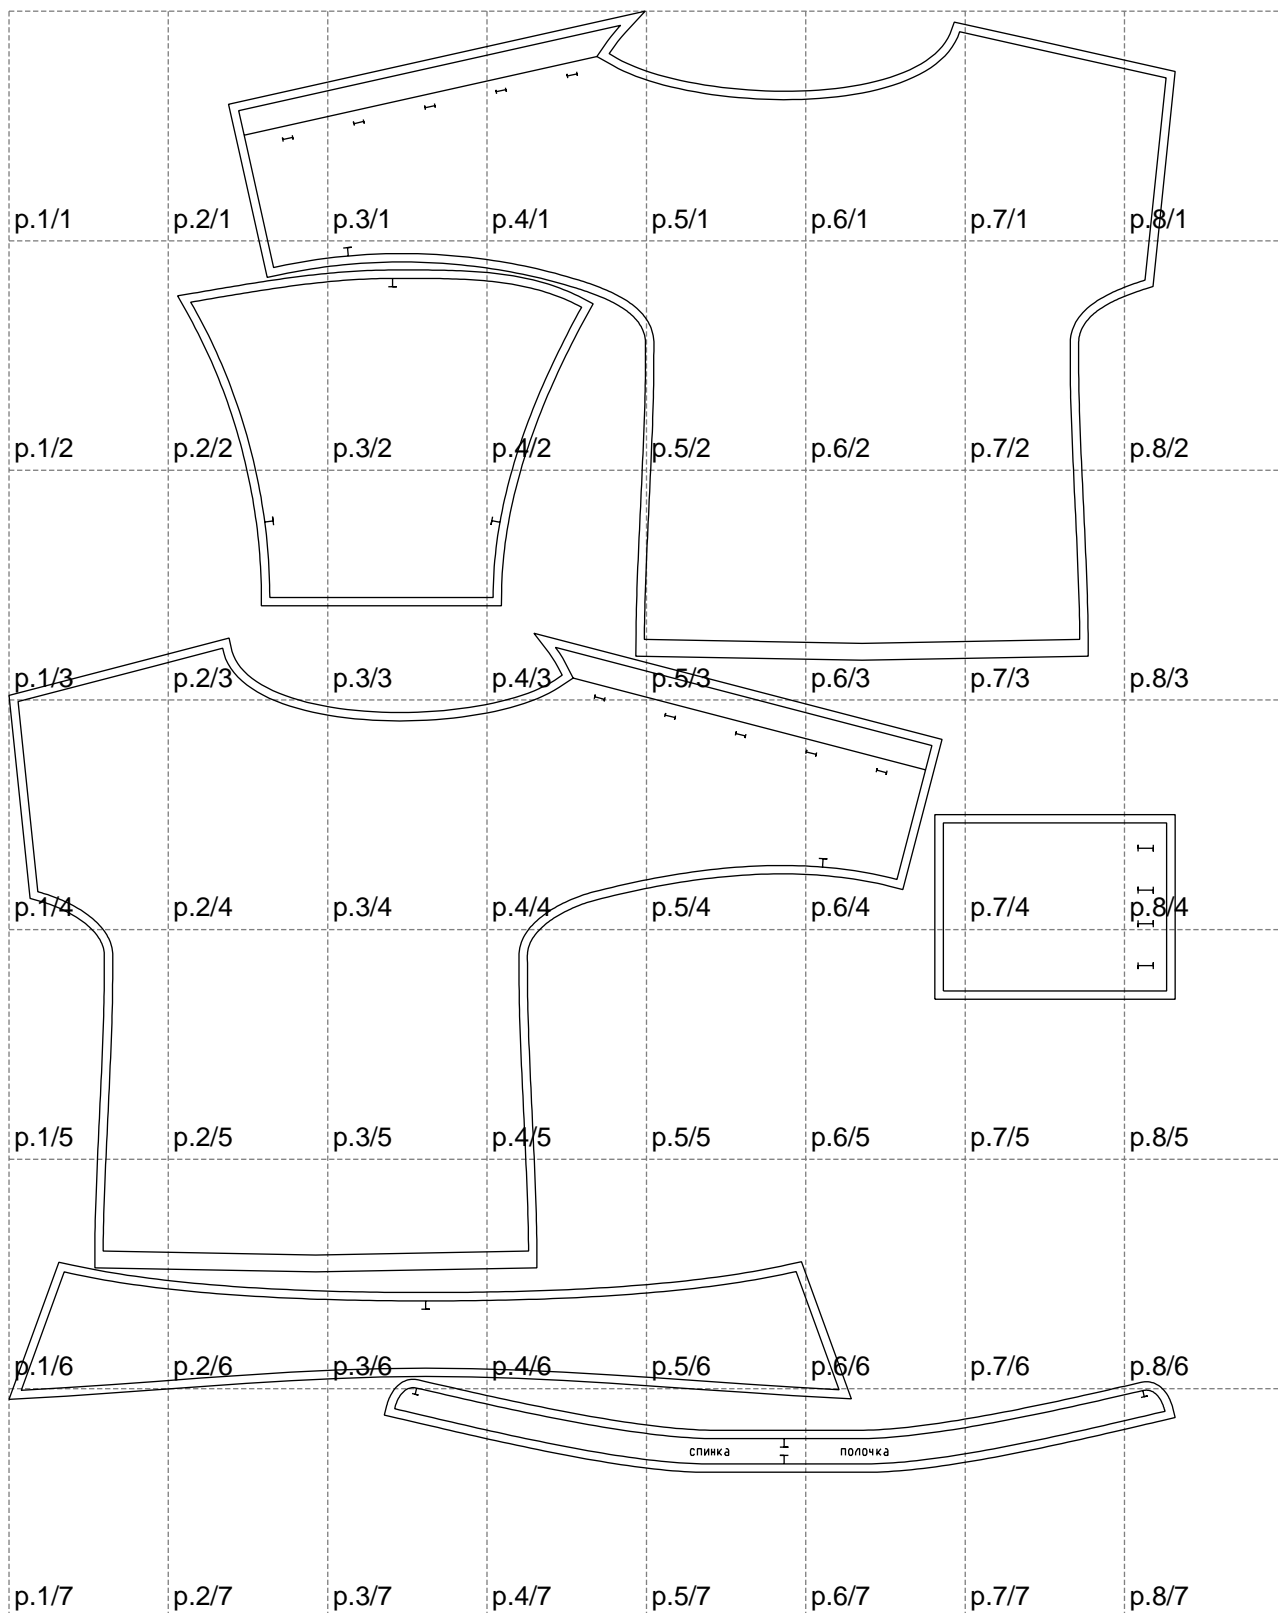 p.1/1 p.2/1 p.3/1 p.4/1 p.5/1 p.6/1 p.7/1 p.8/1
p.1/2 p.2/2 p.3/2 p.4/2 p.5/2 p.6/2 p.7/2 p.8/2
p.1/3 p.2/3 p.3/3 p.4/3 p.5/3 p.6/3 p.7/3 p.8/3
p.1/4 p.2/4 p.3/4 p.4/4 p.5/4 p.6/4 p.7/4 p.8/4
p.1/5 p.2/5 p.3/5 p.4/5 p.5/5 p.6/5 p.7/5 p.8/5
p.1/6 p.2/6 p.3/6 p.4/6 p.5/6 p.6/6 p.7/6 p.8/6
спинка полочка
p.1/7 p.2/7 p.3/7 p.4/7 p.5/7 p.6/7 p.7/7 p.8/7